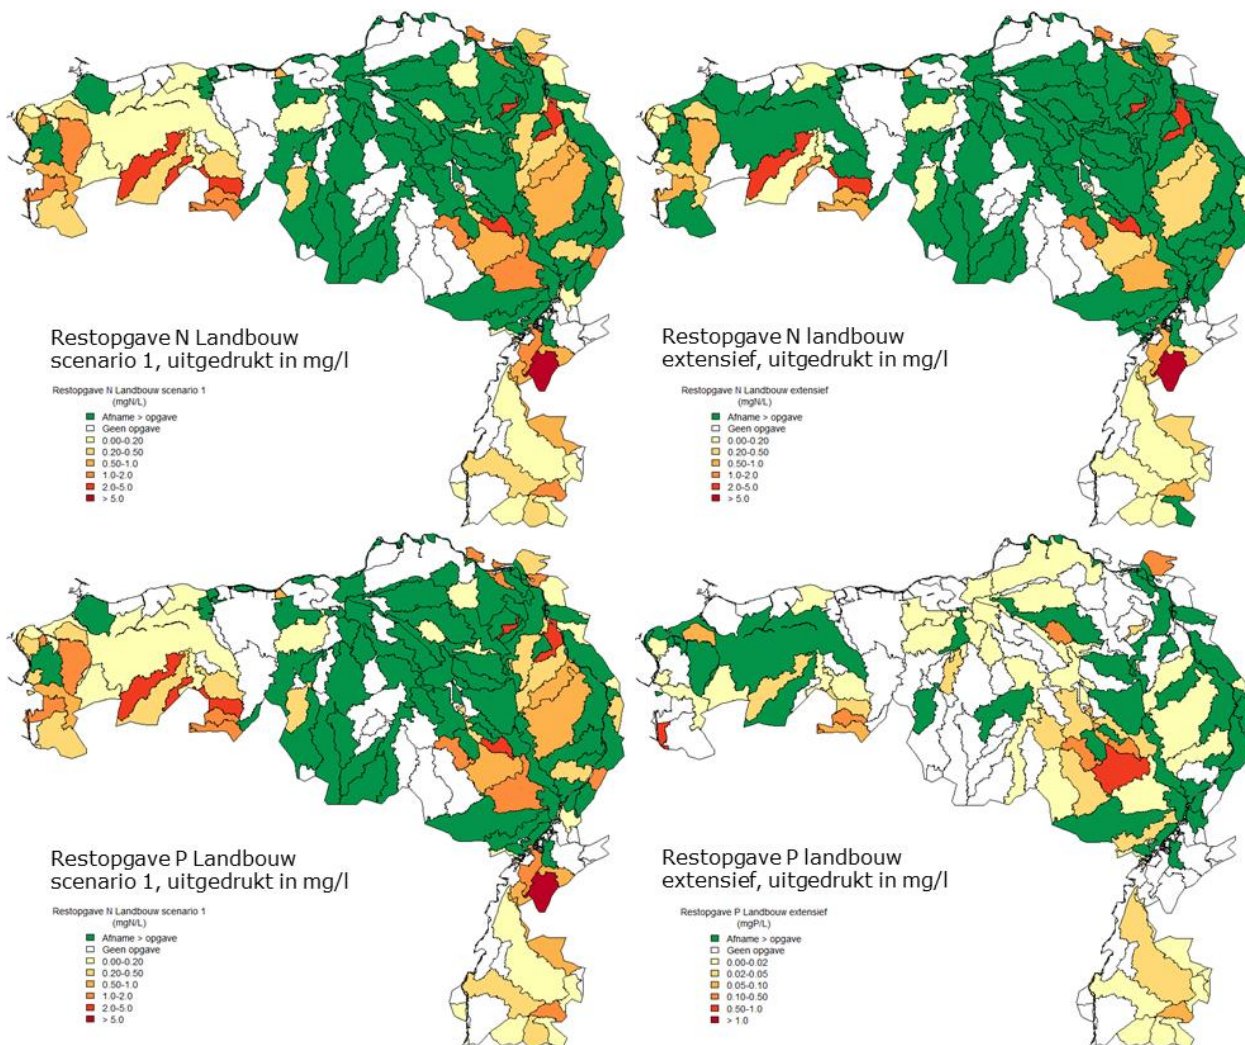 Restopgave N Landbouw
scenario 1, uitgedrukt in mg/l
Restopgave N Landbouw scenario 1
(mgN/L)
Afname > opgave
Geen opgave
0.00-0.20
0.20-0.50
0.50-1.0
1.0-2.0
2.0-5.0
> 5.0
Restopgave N landbouw
extensief, uitgedrukt in mg/l
Restopgave N Landbouw extensief
(mgN/L)
Afname > opgave
Geen opgave
0.00-0.20
0.20-0.50
0.50-1.0
1.0-2.0
2.0-5.0
> 5.0
Restopgave P Landbouw
scenario 1, uitgedrukt in mg/l
Restopgave N Landbouw scenario 1
(mgN/L)
Afname > opgave
Geen opgave
0.00-0.20
0.20-0.50
0.50-1.0
1.0-2.0
2.0-5.0
> 5.0
Restopgave P landbouw
extensief, uitgedrukt in mg/l
Restopgave P Landbouw extensief
(mgP/L)
Afname > opgave
Geen opgave
0.00-0.02
0.02-0.05
0.05-0.10
0.10-0.50
0.50-1.0
> 1.0